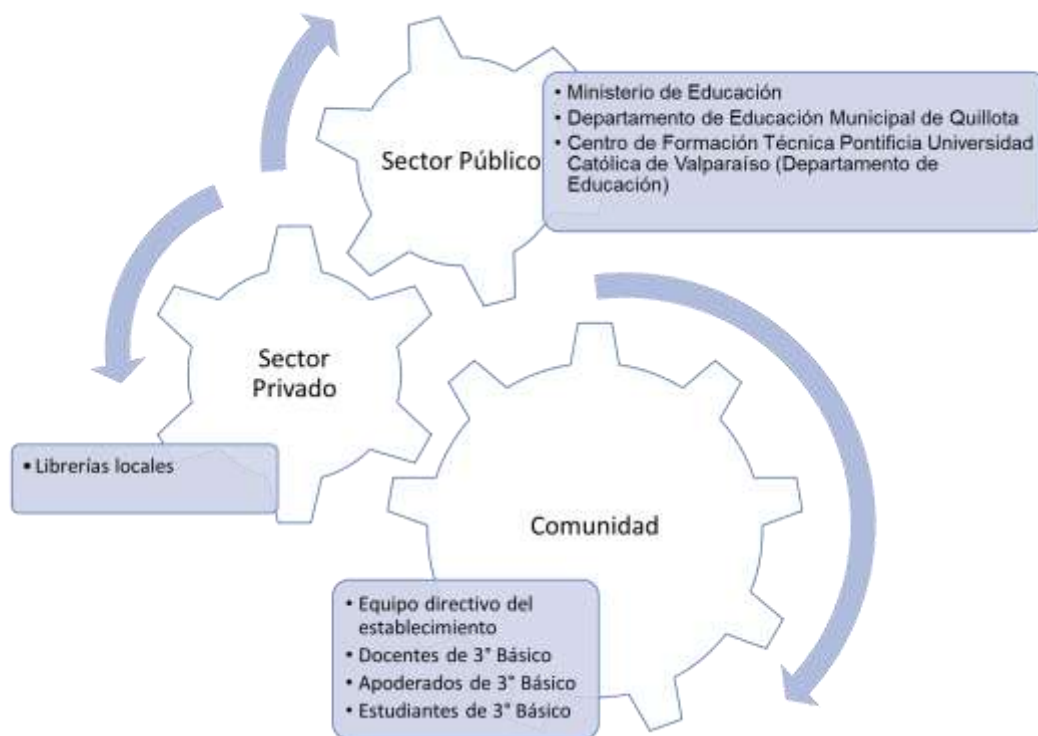 Sector Público
• Ministerio de Educación
• Departamento de Educación Municipal de Quillota
• Centro de Formación Técnica Pontificia Universidad
Católica de Valparaíso (Departamento de
Educación)
Sector
Privado
• Librerías locales
Comunidad
• Equipo directivo del
establecimiento
• Docentes de 3° Básico
• Apoderados de 3° Básico
• Estudiantes de 3° Básico